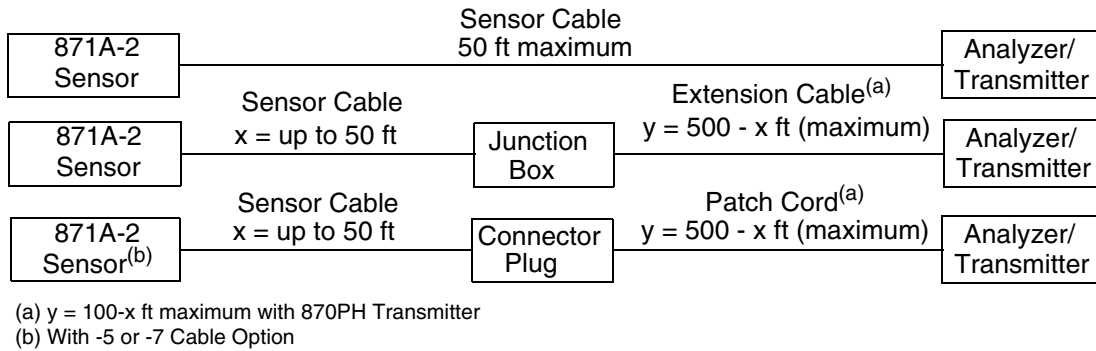 871A-2
Sensor
Sensor Cable
50 ft maximum
Analyzer/
Transmitter
871A-2
Sensor
Sensor Cable
x = up to 50 ft
Junction
Box
Extension Cable(a)
y = 500 - x ft (maximum)
Analyzer/
Transmitter
871A-2
Sensor(b)
Sensor Cable
x = up to 50 ft
Connector
Plug
Patch Cord(a)
y = 500 - x ft (maximum)
Analyzer/
Transmitter
(a) y = 100-x ft maximum with 870PH Transmitter
(b) With -5 or -7 Cable Option